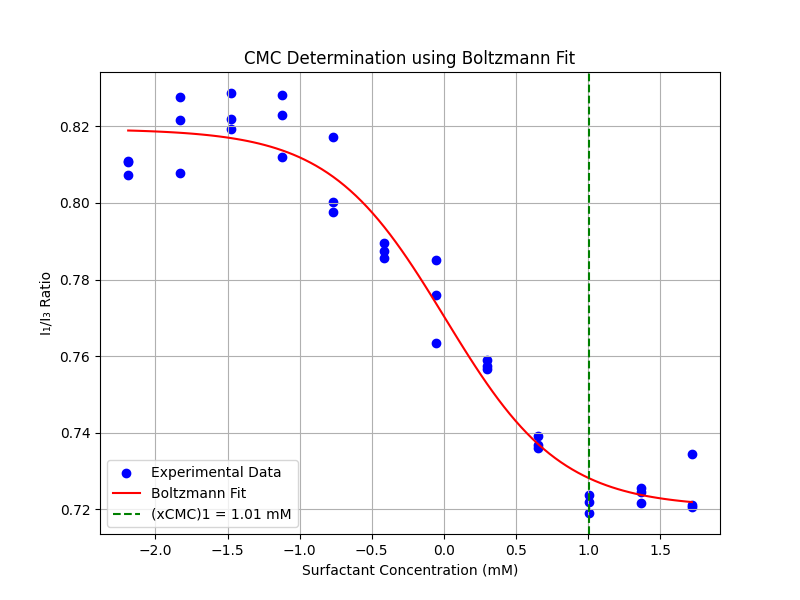 CMC Determination using Boltzmann Fit
I₁/I₃ Ratio
0.82
0.80
0.78
0.76
0.74
0.72
Experimental Data
Boltzmann Fit
(xCMC)1 = 1.01 mM
−2.0 −1.5 −1.0 −0.5 0.0 0.5 1.0 1.5
Surfactant Concentration (mM)